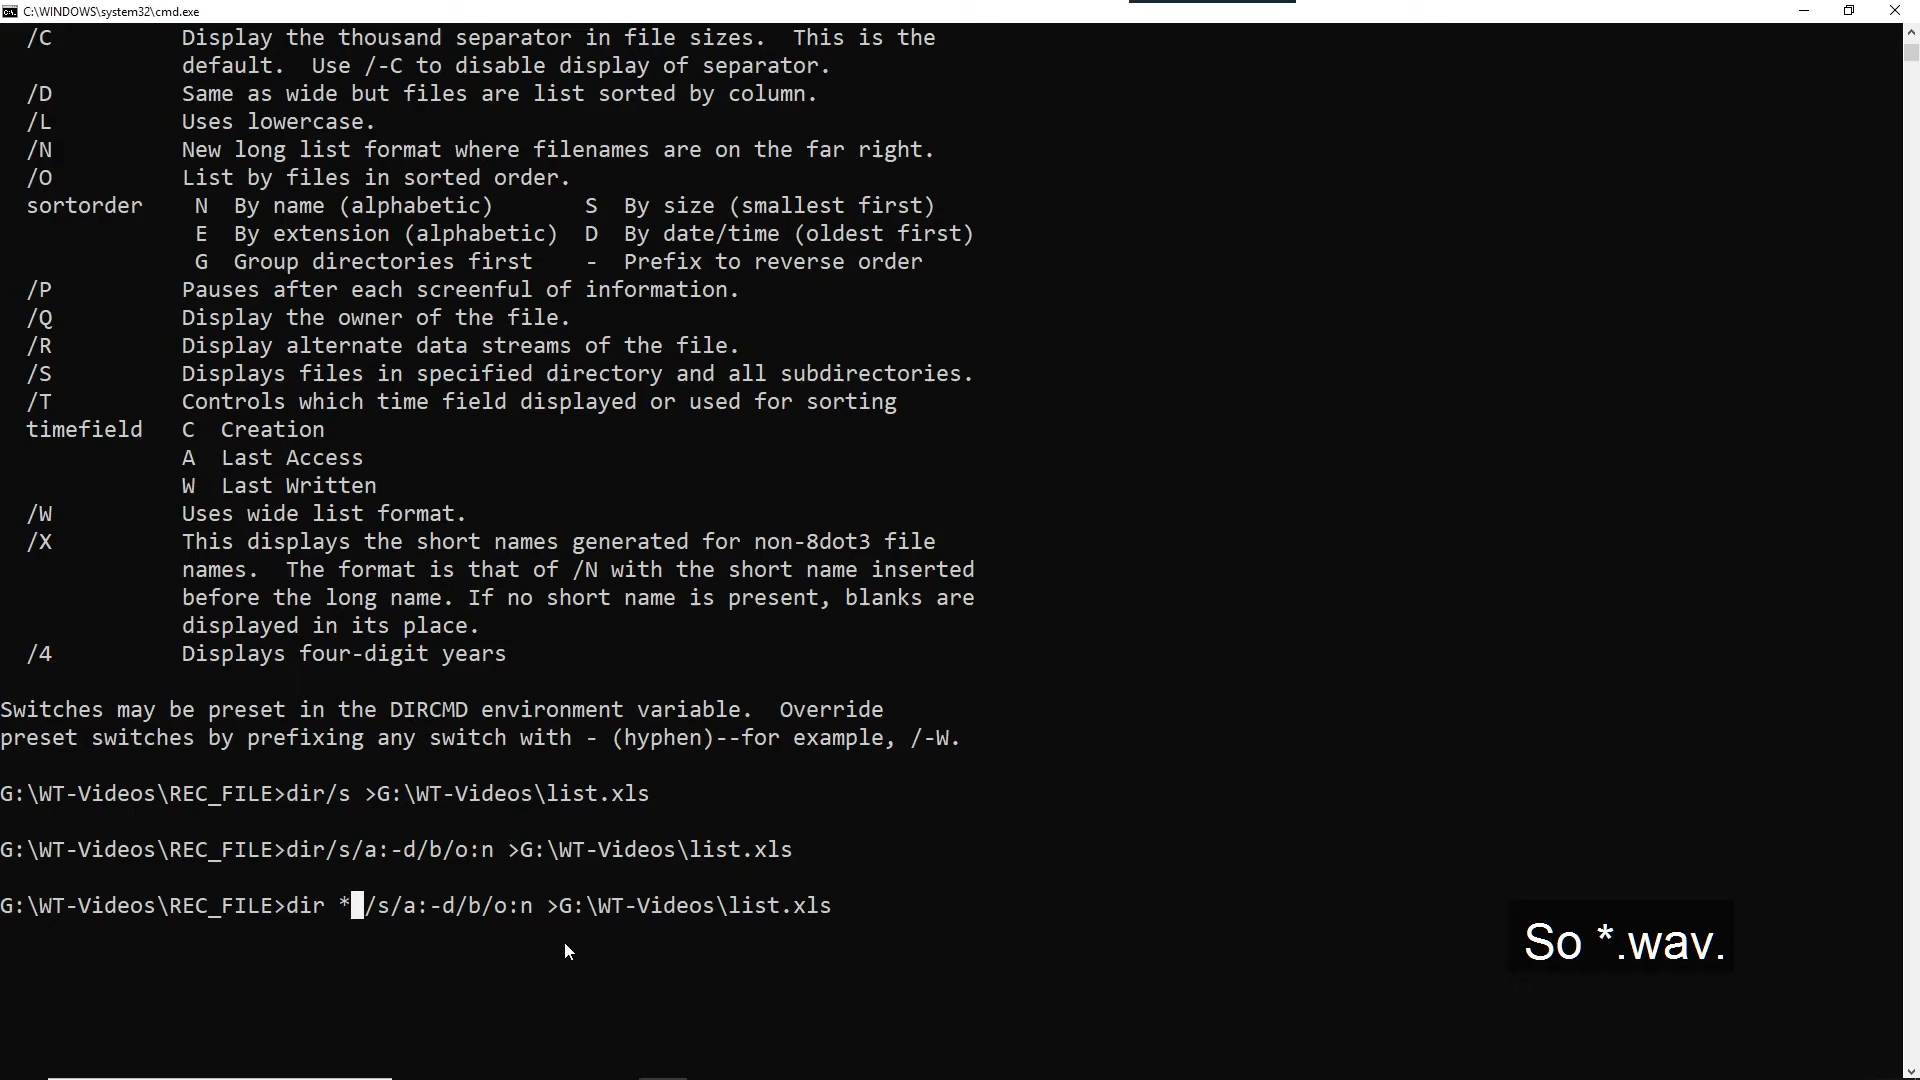 C:\WINDOWS\system32\cmd.exe
/C Display the thousand separator in file sizes. This is the
default. Use /-C to disable display of separator.
/D Same as wide but files are list sorted by column.
/L Uses lowercase.
/N New long list format where filenames are on the far right.
/O List by files in sorted order.
sortorder N By name (alphabetic) S By size (smallest first)
E By extension (alphabetic) D By date/time (oldest first)
G Group directories first - Prefix to reverse order
/P Pauses after each screenful of information.
/Q Display the owner of the file.
/R Display alternate data streams of the file.
/S Displays files in specified directory and all subdirectories.
/T Controls which time field displayed or used for sorting
timefield C Creation
A Last Access
W Last Written
/W Uses wide list format.
/X This displays the short names generated for non-8dot3 file
names. The format is that of /N with the short name inserted
before the long name. If no short name is present, blanks are
displayed in its place.
/4 Displays four-digit years
Switches may be preset in the DIRCMD environment variable. Override
preset switches by prefixing any switch with - (hyphen)--for example, /-W.
G:\WT-Videos\REC_FILE>dir/s >G:\WT-Videos\list.xls
G:\WT-Videos\REC_FILE>dir/s/a:-d/b/o:n >G:\WT-Videos\list.xls
G:\WT-Videos\REC_FILE>dir * /s/a:-d/b/o:n >G:\WT-Videos\list.xls
So *.wav.